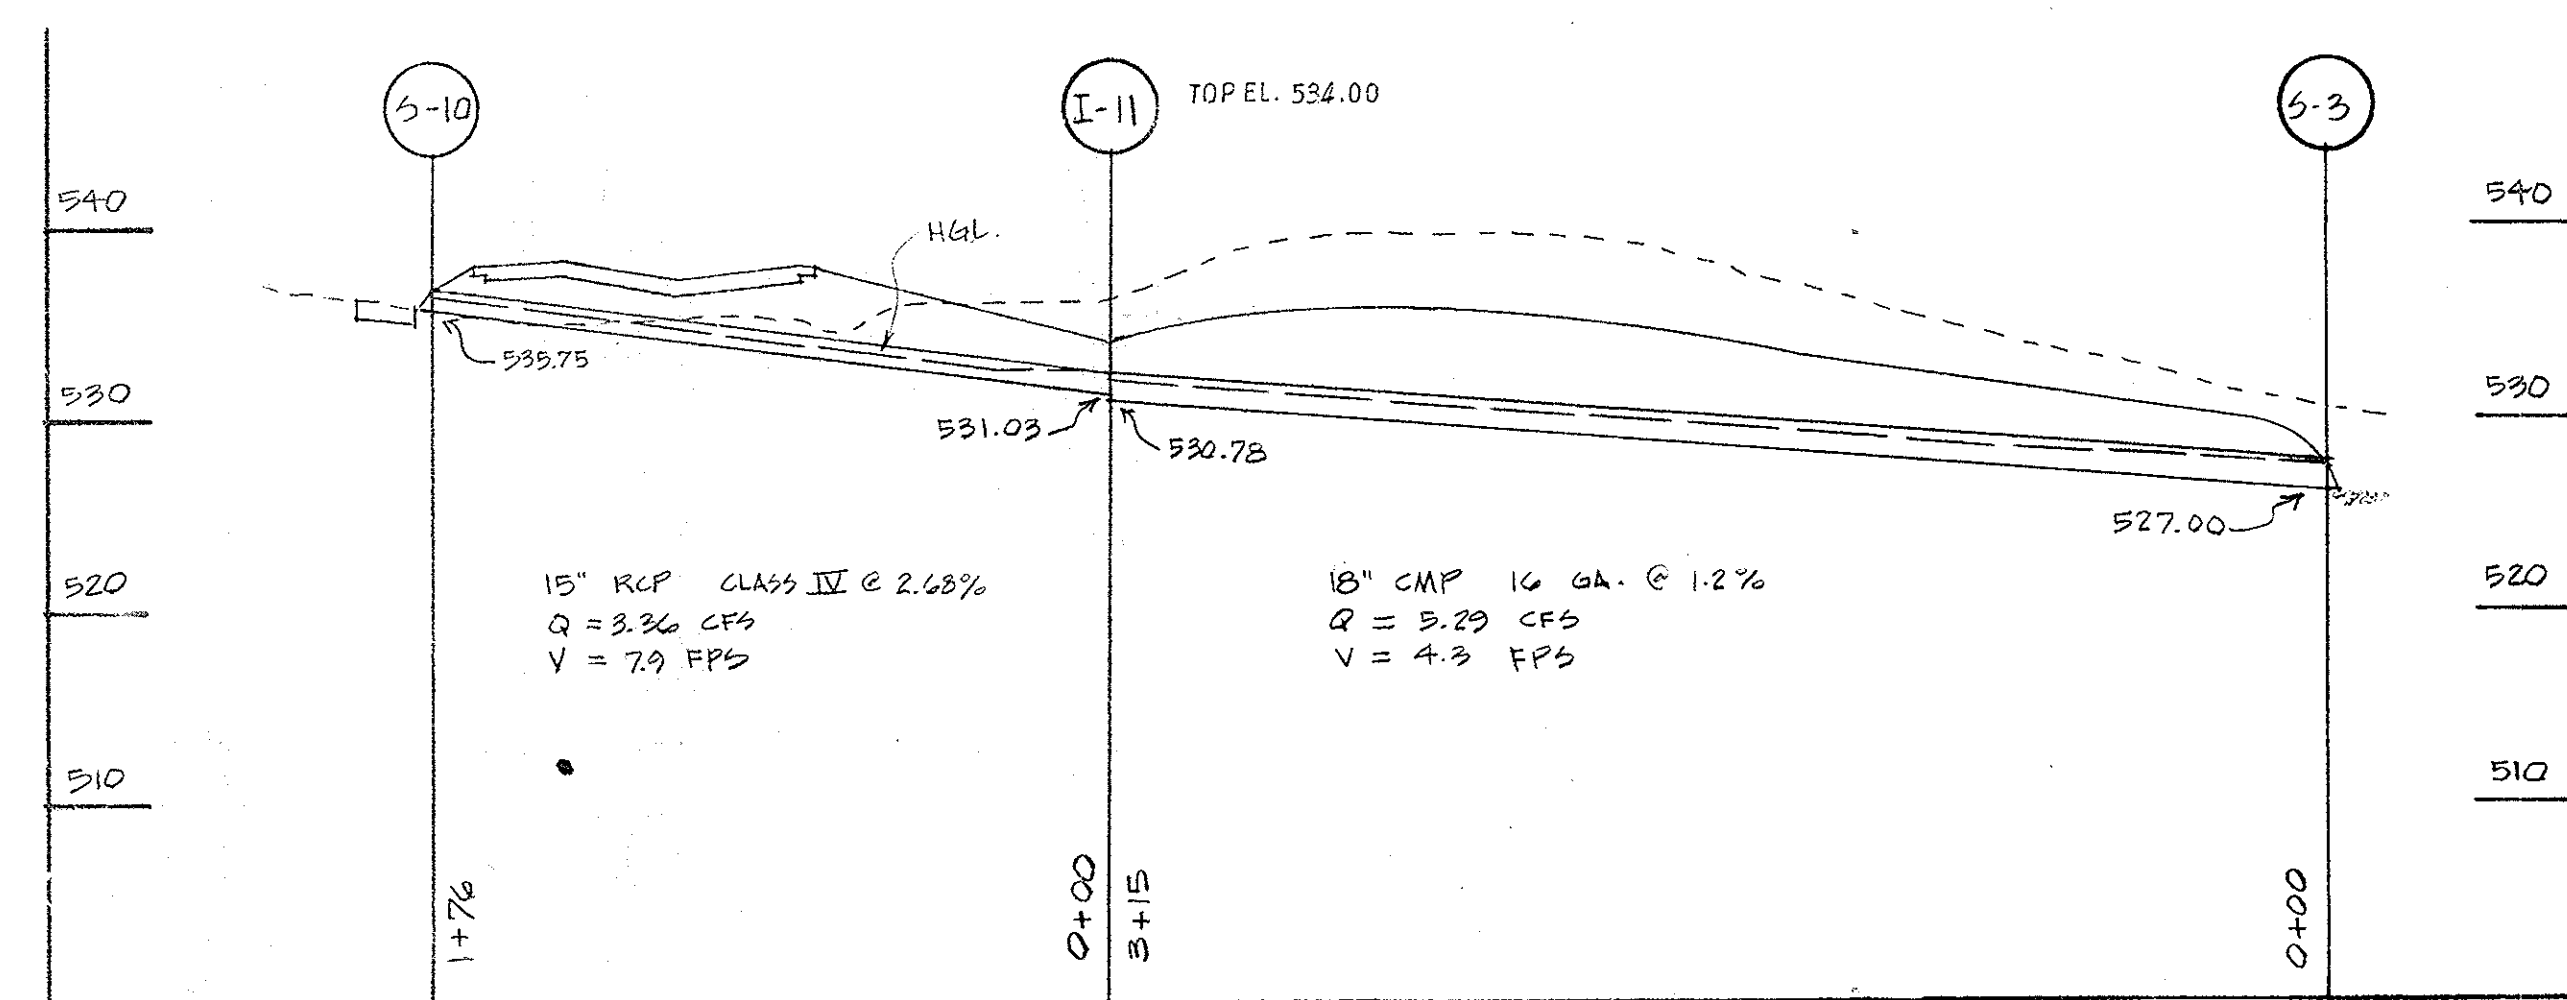 S-10
I-11
TOP EL. 534.00
S-3
540
540
HGL.
535.75
530
530
531.03
530.78
527.00
520
520
15" RCP CLASS IV @ 2.68%
Q = 3.36 CFS
V = 7.9 FPS
18" CMP 16 GA. @ 1.2%
Q = 5.29 CFS
V = 4.3 FPS
510
510
1+76
0+00
3+15
0+00